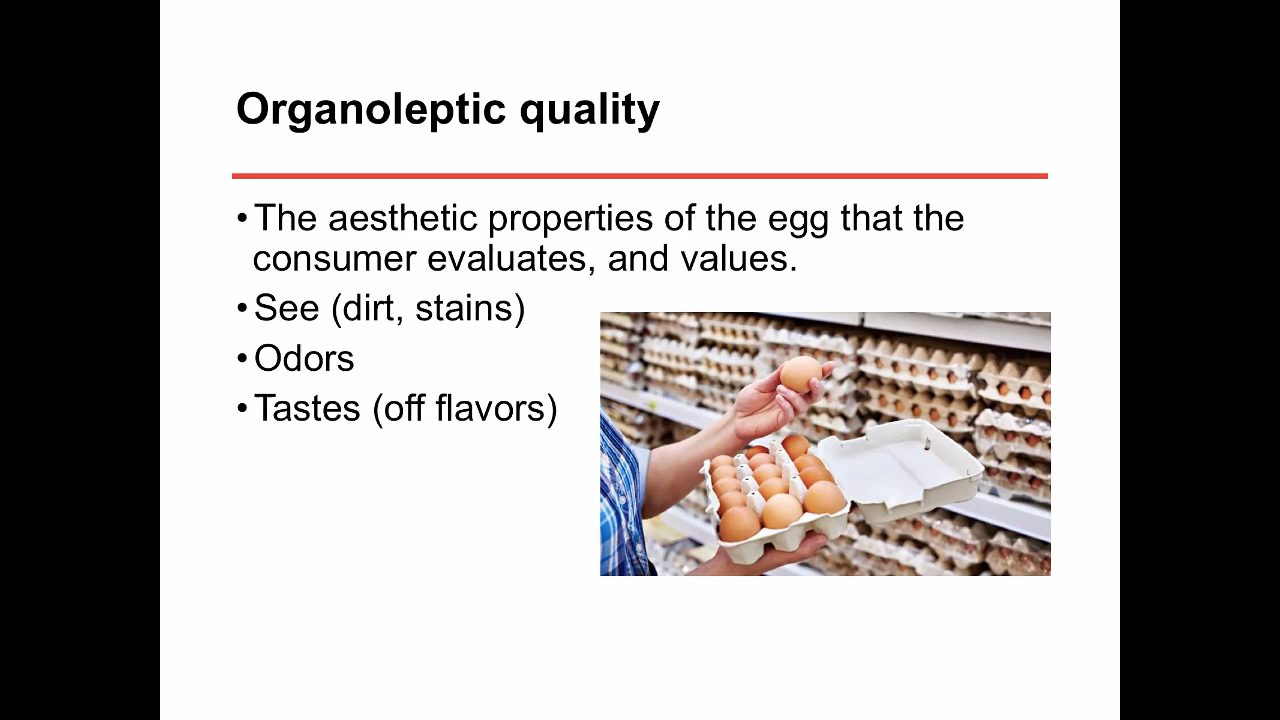 Organoleptic quality
• The aesthetic properties of the egg that the
consumer evaluates, and values.
• See (dirt, stains)
• Odors
• Tastes (off flavors)